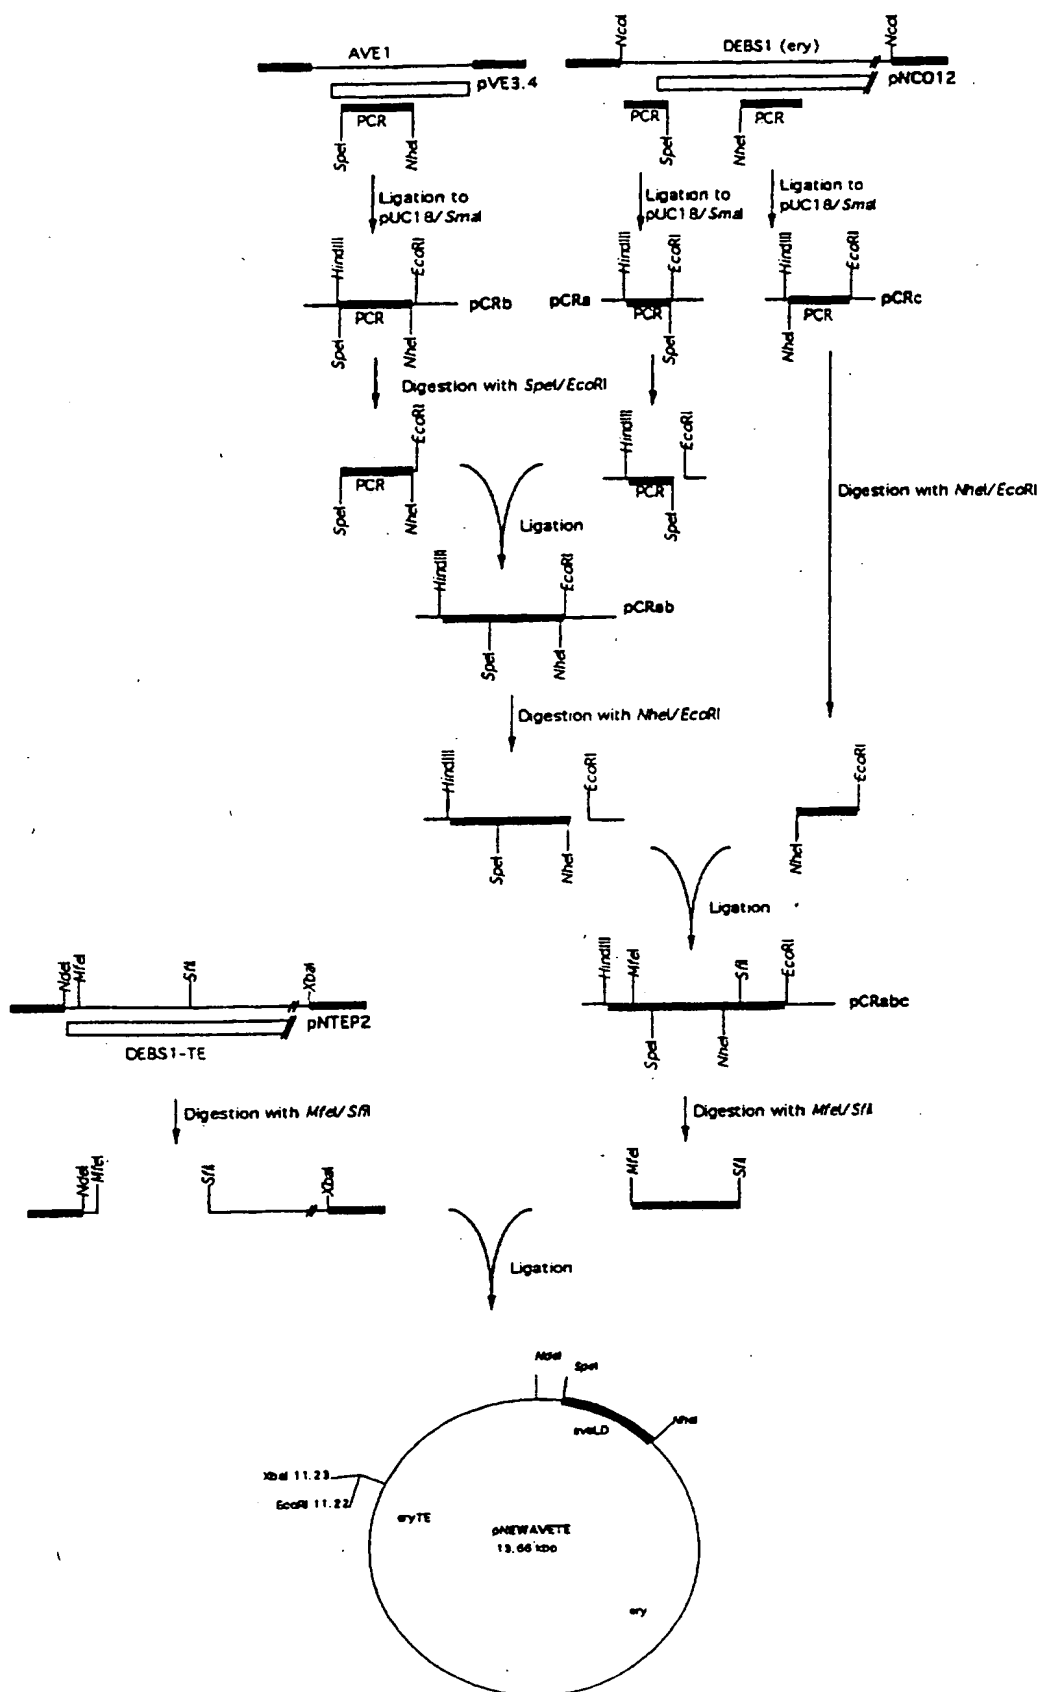 NcoI
NcoI
AVE1
DEBS1 (ery)
pVE3.4
pNCO12
PCR
PCR
PCR
SpeI
NheI
SpeI
NheI
Ligation to
pUC18/SmaI
Ligation to
pUC18/SmaI
Ligation to
pUC18/SmaI
HindIII
EcoRI
HindIII
EcoRI
HindIII
EcoRI
pCRb
pCRa
pCRc
PCR
PCR
PCR
SpeI
NheI
SpeI
NheI
Digestion with SpeI/EcoRI
EcoRI
HindIII
EcoRI
PCR
PCR
SpeI
NheI
SpeI
Digestion with NheI/EcoRI
Ligation
HindIII
EcoRI
pCRab
SpeI
NheI
Digestion with NheI/EcoRI
HindIII
EcoRI
EcoRI
SpeI
NheI
NheI
Ligation
NdeI
MfeI
SfiI
XbaI
HindIII
MfeI
SfiI
EcoRI
pNTEP2
pCRabc
DEBS1-TE
SpeI
NheI
Digestion with MfeI/SfiI
Digestion with MfeI/SfiI
NdeI
MfeI
SfiI
XbaI
MfeI
SfiI
Ligation
NdeI
SpeI
NheI
aveLD
XbaI 11.23
EcoRI 11.22
eryTE
pNEWAVETE
13.66 kbp
ery